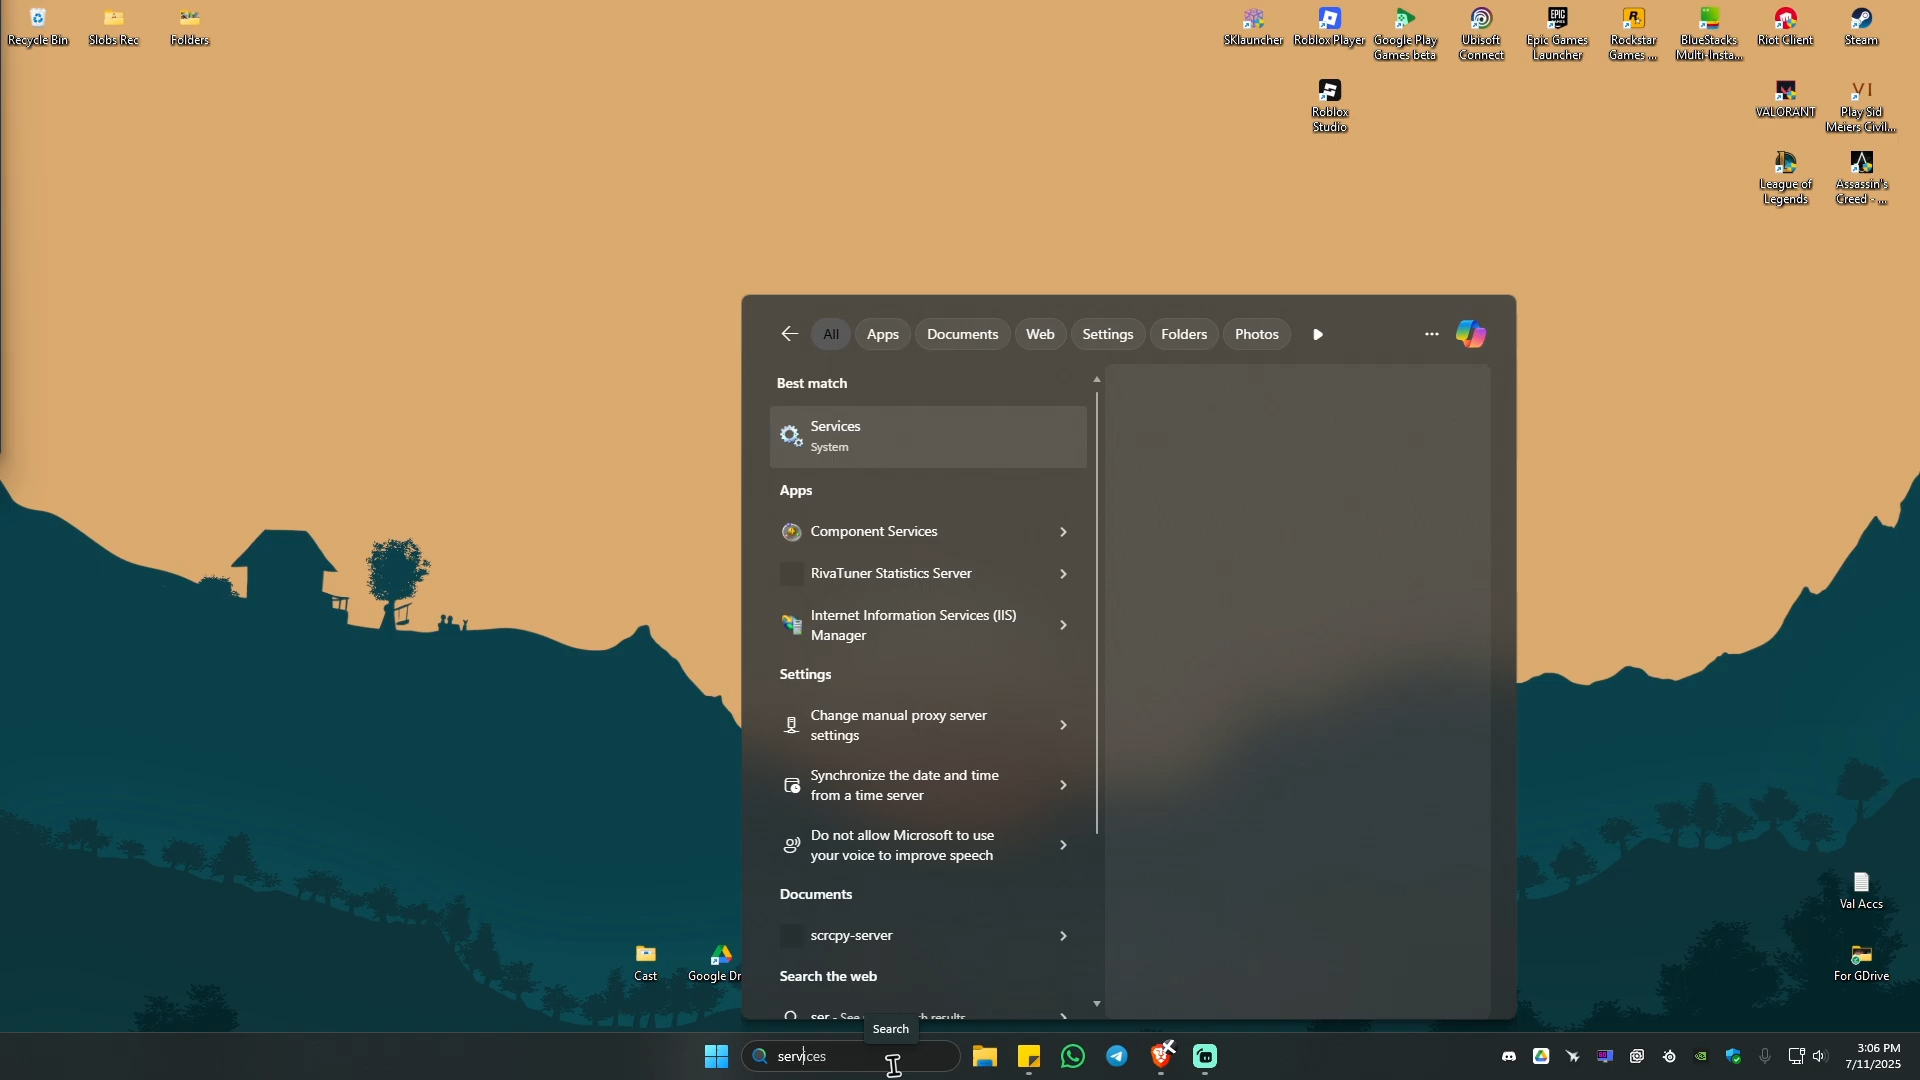 Recycle Bin
Slobs Rec
Folders
SKlauncher
Roblox Player
Google Play
Games beta
Ubisoft
Connect
Epic Games
Launcher
Rockstar
Games ...
BlueStacks
Multi-Insta...
Riot Client
Steam
Roblox
Studio
VALORANT
Play Sid
Meiers Civil...
League of
Legends
Assassin's
Creed - ...
All
Apps
Documents
Web
Settings
Folders
Photos
Best match
Services
System
Apps
Component Services
RivaTuner Statistics Server
Internet Information Services (IIS)
Manager
Settings
Change manual proxy server
settings
Synchronize the date and time
from a time server
Do not allow Microsoft to use
your voice to improve speech
Documents
scrcpy-server
Search the web
ser - See
results
Search
Val Accs
Cast
Google Dr
For GDrive
services
3:06 PM
7/11/2025